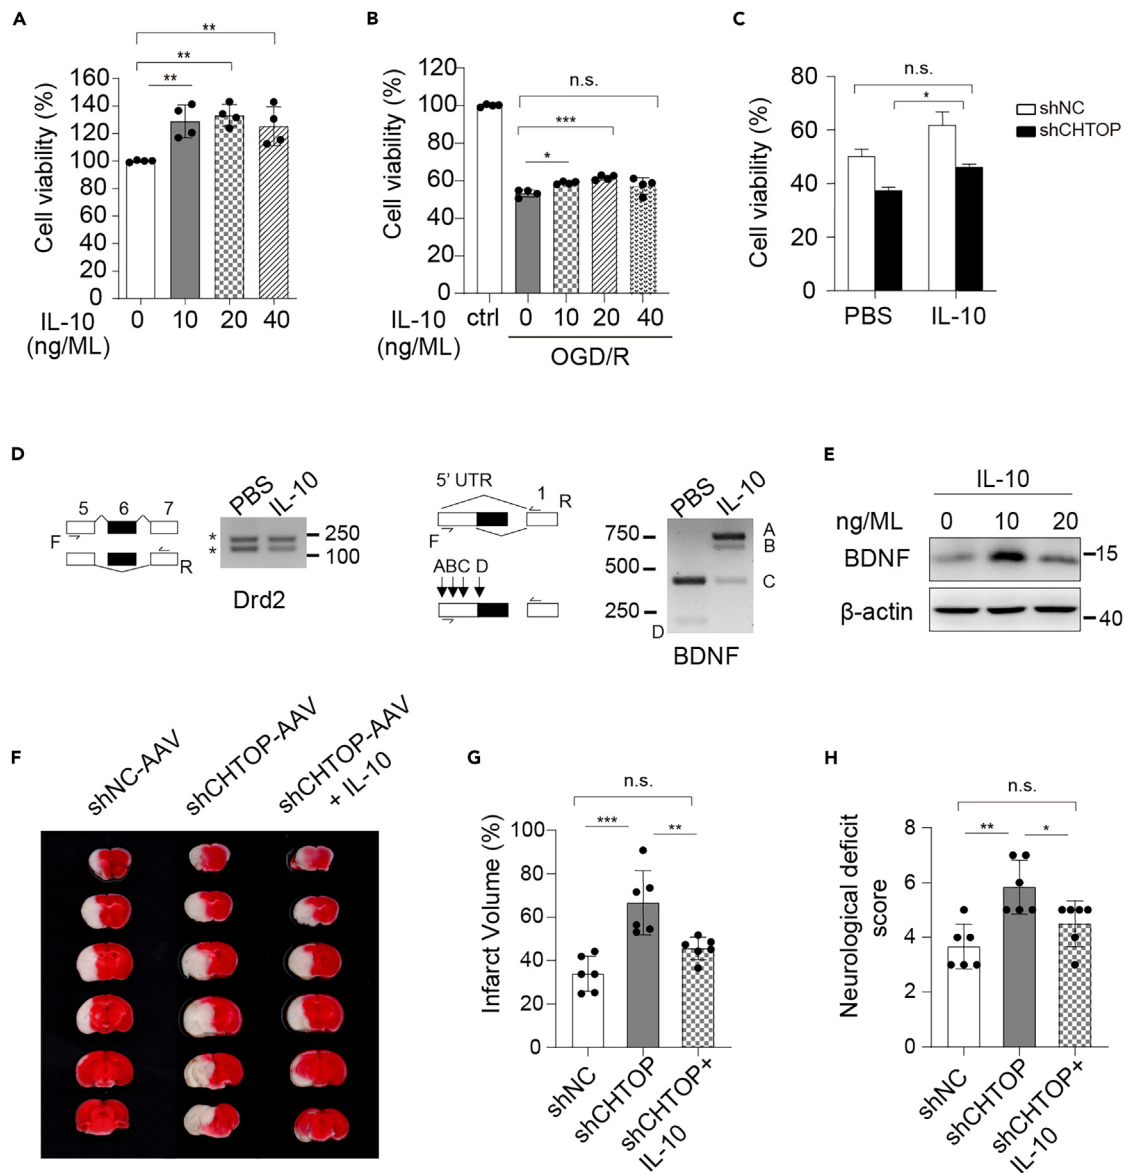 A
**
**
**
160
140
120
100
80
60
40
20
0
Cell viability (%)
IL-10
(ng/ML)
0 10 20 40
B
n.s.
***
*
120
100
80
60
40
20
0
Cell viability (%)
IL-10
(ng/ML)
ctrl 0 10 20 40
OGD/R
C
n.s.
*
80
60
40
20
0
Cell viability (%)
PBS IL-10
shNC
shCHTOP
D
5 6 7
F
R
PBS IL-10
*
*
250
100
Drd2
5' UTR
1
R
F
ABC D
PBS IL-10
750
500
250
A
B
C
D
BDNF
E
IL-10
ng/ML 0 10 20
BDNF
15
β-actin
40
F
shNC-AAV
shCHTOP-AAV
shCHTOP-AAV
+ IL-10
G
n.s.
***
**
100
80
60
40
20
0
Infarct Volume (%)
shNC
shCHTOP
shCHTOP+
IL-10
H
n.s.
**
*
8
6
4
2
0
Neurological deficit
score
shNC
shCHTOP
shCHTOP+
IL-10